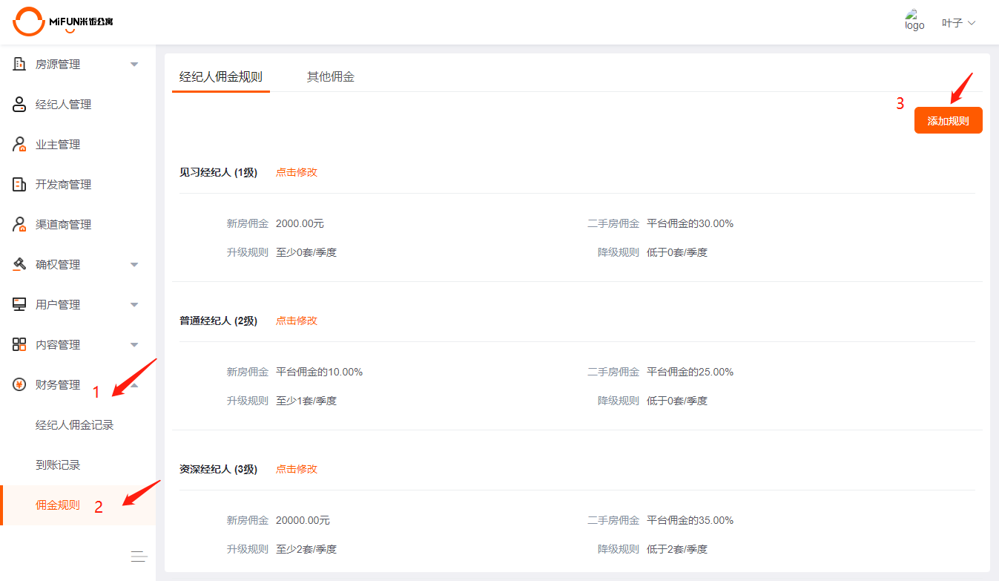 MiFUN米饭公寓
logo
叶子
房源管理
经纪人管理
业主管理
开发商管理
渠道商管理
确权管理
用户管理
内容管理
财务管理
1
经纪人佣金记录
到账记录
佣金规则
2
经纪人佣金规则
其他佣金
3
添加规则
见习经纪人 (1级) 点击修改
新房佣金 2000.00元 二手房佣金 平台佣金的30.00%
升级规则 至少0套/季度 降级规则 低于0套/季度
普通经纪人 (2级) 点击修改
新房佣金 平台佣金的10.00% 二手房佣金 平台佣金的25.00%
升级规则 至少1套/季度 降级规则 低于0套/季度
资深经纪人 (3级) 点击修改
新房佣金 20000.00元 二手房佣金 平台佣金的35.00%
升级规则 至少2套/季度 降级规则 低于2套/季度